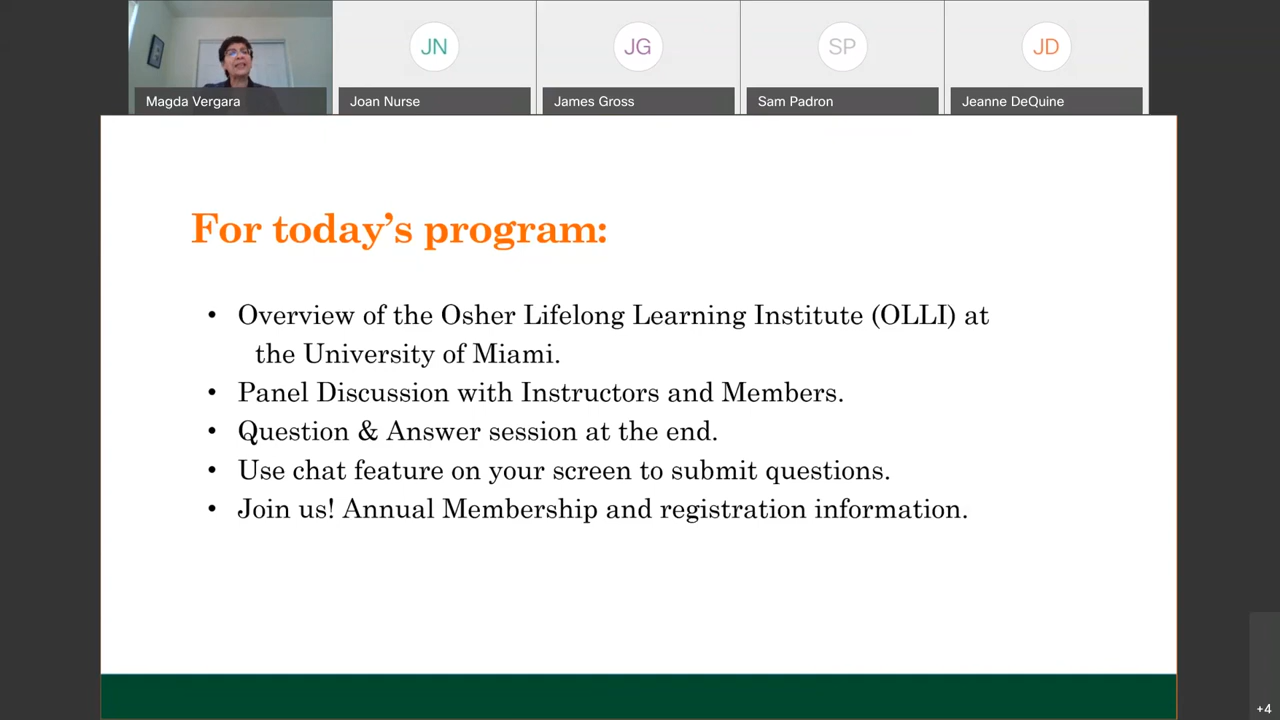 JN
JG
SP
JD
Magda Vergara
Joan Nurse
James Gross
Sam Padron
Jeanne DeQuine
For today’s program:
• Overview of the Osher Lifelong Learning Institute (OLLI) at
the University of Miami.
• Panel Discussion with Instructors and Members.
• Question & Answer session at the end.
• Use chat feature on your screen to submit questions.
• Join us! Annual Membership and registration information.
+4